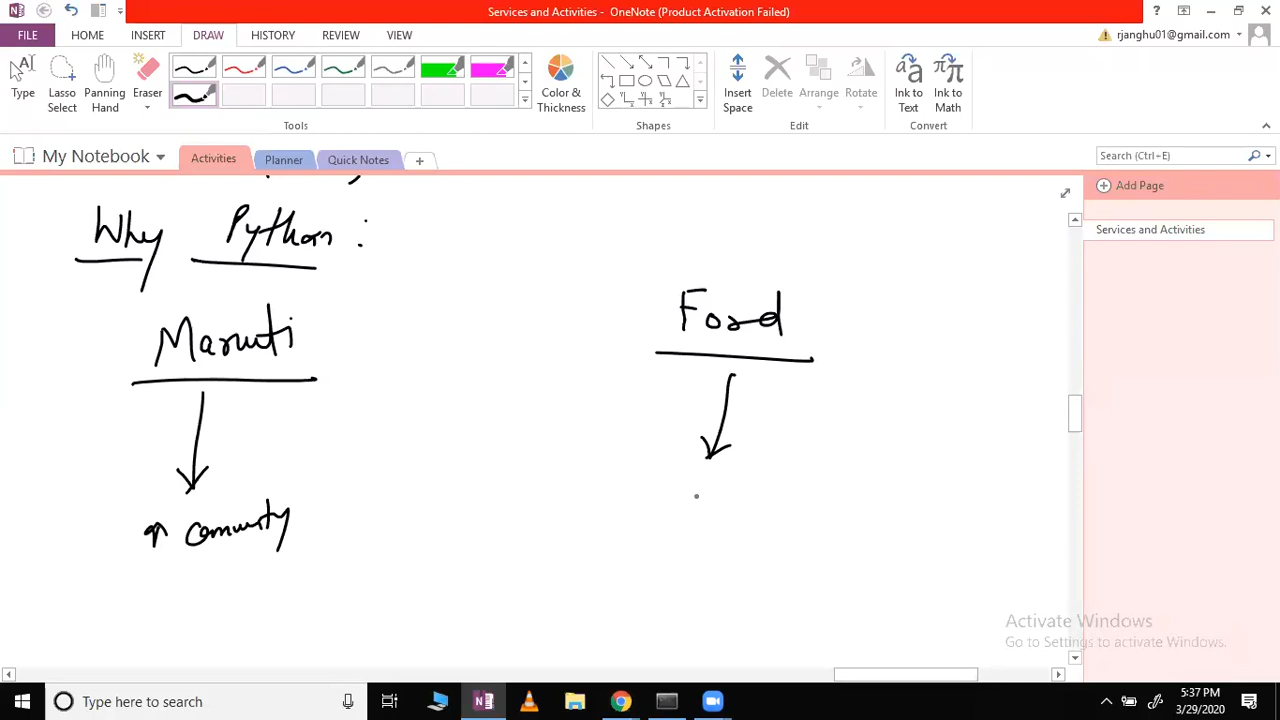 Services and Activities - OneNote (Product Activation Failed)
?
FILE HOME INSERT DRAW HISTORY REVIEW VIEW
rjanghu01@gmail.com
Type
Lasso Select
Panning Hand
Eraser
Color & Thickness
Insert Space
Delete
Arrange
Rotate
Ink to Text
Ink to Math
Tools
Shapes
Edit
Convert
My Notebook
Activities
Planner
Quick Notes
Search (Ctrl+E)
Add Page
Services and Activities
Why Python :
Maruti
Ford
↑ Community
Activate Windows
Go to Settings to activate Windows.
Type here to search
5:37 PM
3/29/2020